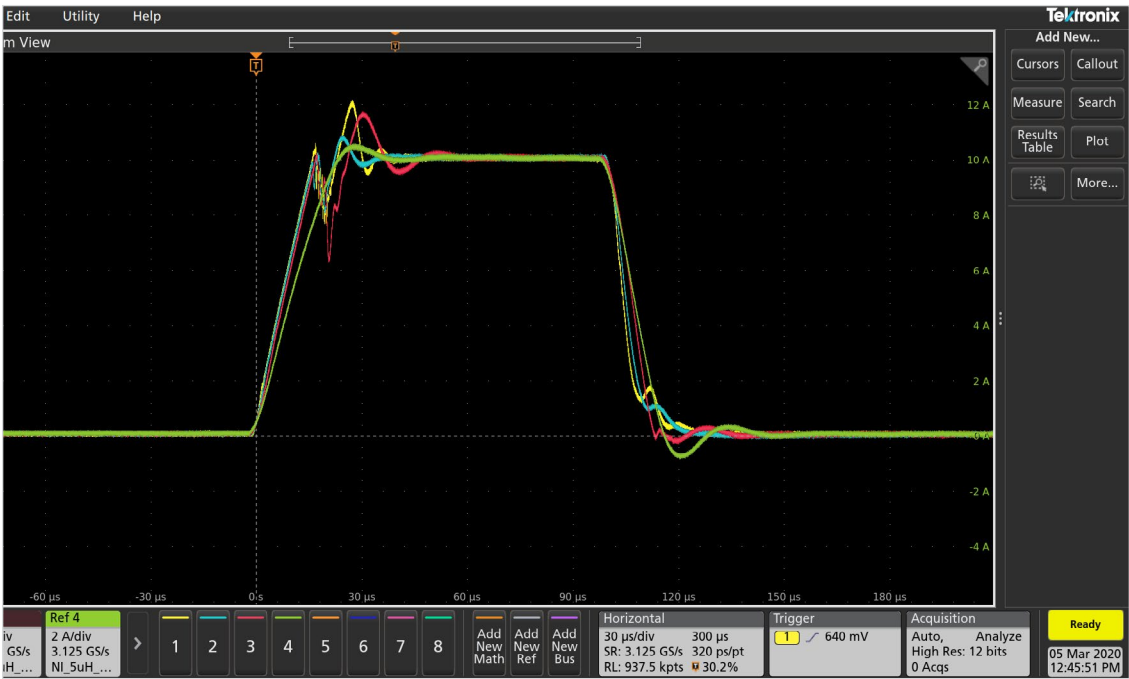 Edit Utility Help
Tektronix
m View
Add New...
Cursors Callout
Measure Search
Results Table Plot
More...
T
T
12 A
10 A
8 A
6 A
4 A
2 A
0 A
-2 A
-4 A
-60 µs -30 µs 0 s 30 µs 60 µs 90 µs 120 µs 150 µs 180 µs
iv
GS/s
ıH_...
Ref 4
2 A/div
3.125 GS/s
NI_5uH_...
1 2 3 4 5 6 7 8
Add New Math
Add New Ref
Add New Bus
Horizontal
30 µs/div 300 µs
SR: 3.125 GS/s 320 ps/pt
RL: 937.5 kpts 30.2%
Trigger
1 640 mV
Acquisition
Auto, Analyze
High Res: 12 bits
0 Acqs
Ready
05 Mar 2020
12:45:51 PM